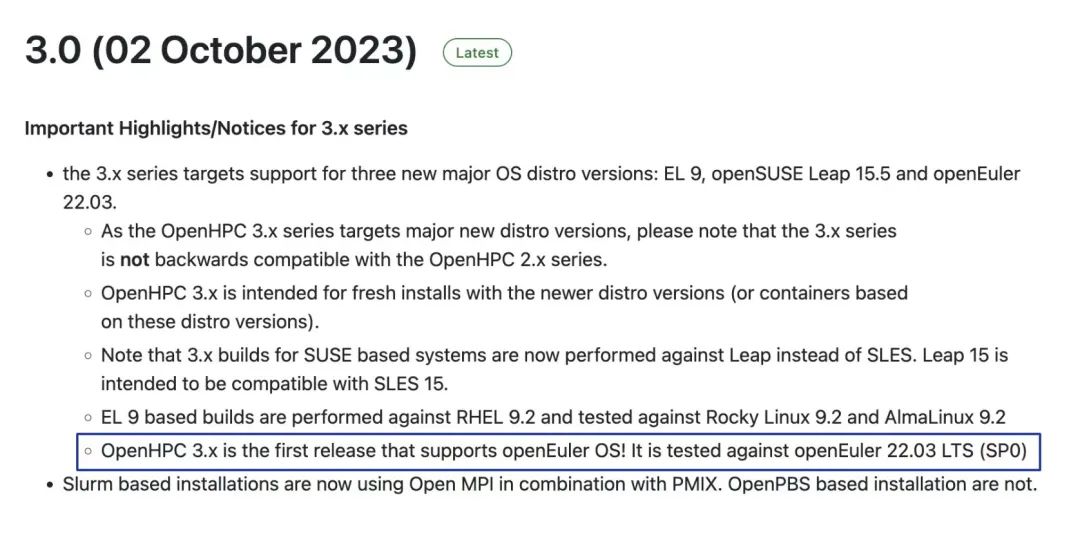 3.0 (02 October 2023) Latest
Important Highlights/Notices for 3.x series
• the 3.x series targets support for three new major OS distro versions: EL 9, openSUSE Leap 15.5 and openEuler
22.03.
◦ As the OpenHPC 3.x series targets major new distro versions, please note that the 3.x series
is not backwards compatible with the OpenHPC 2.x series.
◦ OpenHPC 3.x is intended for fresh installs with the newer distro versions (or containers based
on these distro versions).
◦ Note that 3.x builds for SUSE based systems are now performed against Leap instead of SLES. Leap 15 is
intended to be compatible with SLES 15.
◦ EL 9 based builds are performed against RHEL 9.2 and tested against Rocky Linux 9.2 and AlmaLinux 9.2
◦ OpenHPC 3.x is the first release that supports openEuler OS! It is tested against openEuler 22.03 LTS (SP0)
• Slurm based installations are now using Open MPI in combination with PMIX. OpenPBS based installation are not.